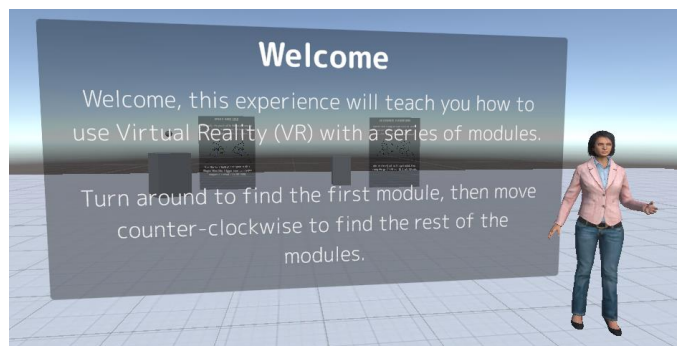 Welcome
Welcome, this experience will teach you how to
use Virtual Reality (VR) with a series of modules.
Turn around to find the first module, then move
counter-clockwise to find the rest of the
modules.